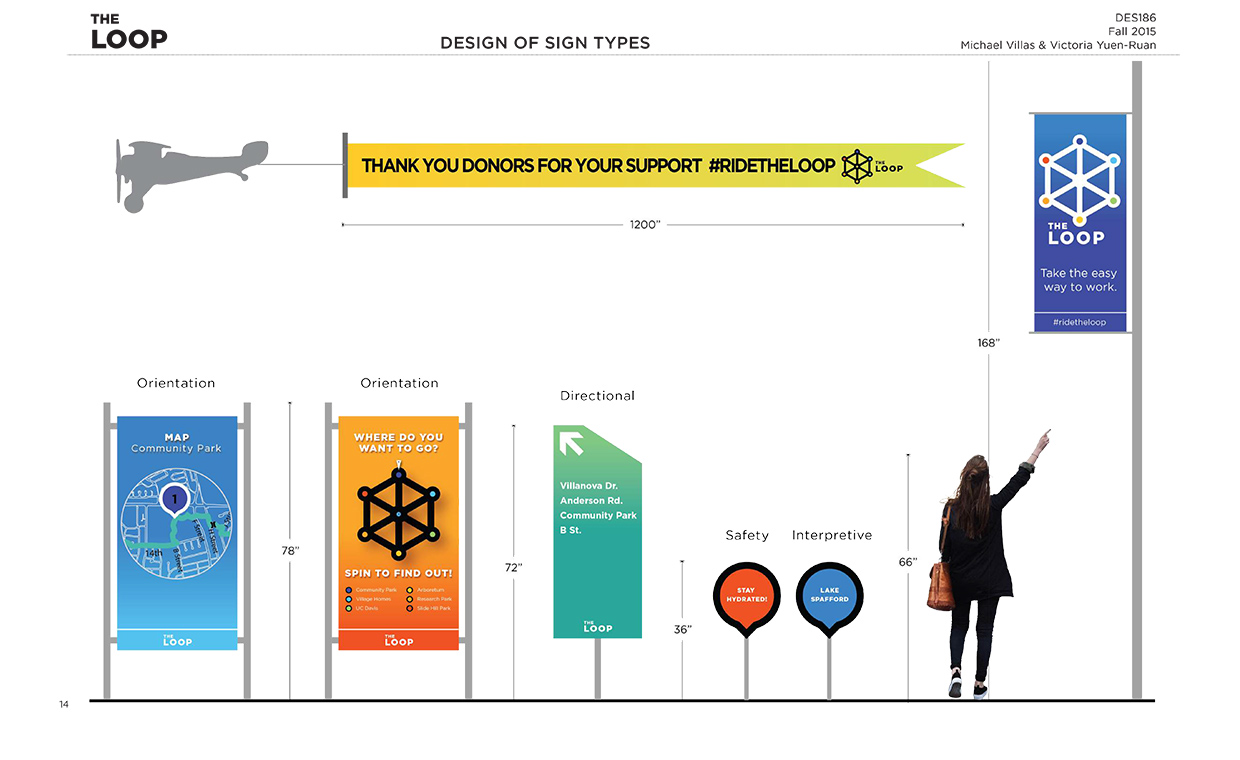 THE
LOOP
DESIGN OF SIGN TYPES
DES186
Fall 2015
Michael Villas & Victoria Yuen-Ruan
THANK YOU DONORS FOR YOUR SUPPORT #RIDETHELOOP
THE
LOOP
1200”
THE
LOOP
Take the easy
way to work.
#ridetheloop
168”
Orientation
MAP
Community Park
1
14th
B Street
F Street
THE
LOOP
78”
Orientation
WHERE DO YOU
WANT TO GO?
SPIN TO FIND OUT!
Community Park
Arboretum
Village Homes
Research Park
UC Davis
Slide Hill Park
THE
LOOP
72”
Directional
Villanova Dr.
Anderson Rd.
Community Park
B St.
THE
LOOP
36”
Safety
STAY
HYDRATED!
Interpretive
LAKE
SPAFFORD
66”
14